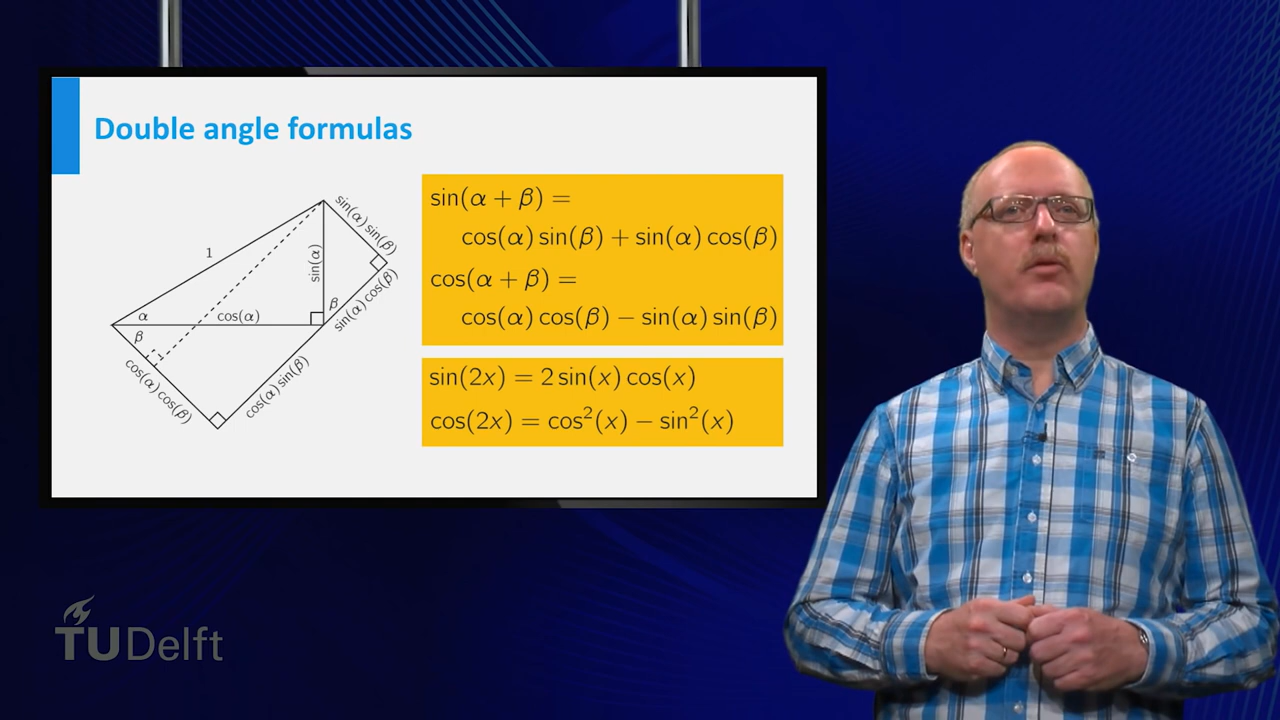 Double angle formulas
1
α
β
cos(α)
sin(α)
β
sin(α) sin(β)
sin(α) cos(β)
cos(α) sin(β)
cos(α) cos(β)
sin(α + β) =
cos(α) sin(β) + sin(α) cos(β)
cos(α + β) =
cos(α) cos(β) − sin(α) sin(β)
sin(2x) = 2 sin(x) cos(x)
cos(2x) = cos²(x) − sin²(x)
TUDelft